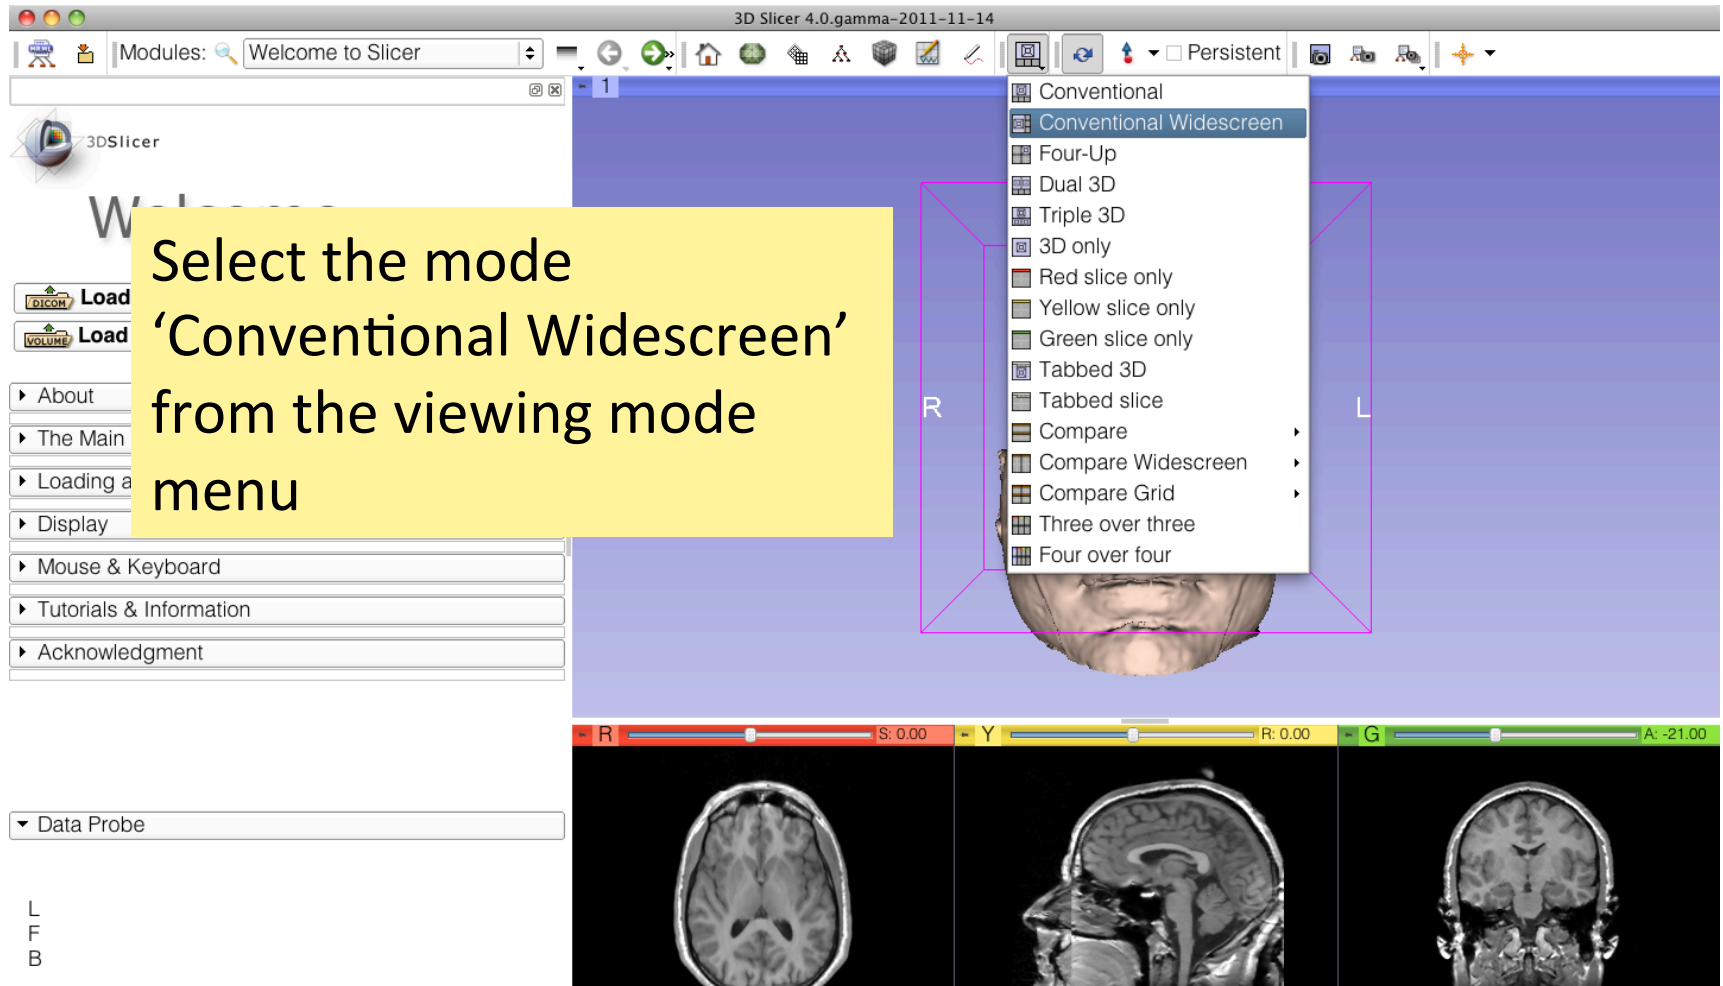 3D Slicer 4.0.gamma-2011-11-14
Modules: Welcome to Slicer
Persistent
1
3DSlicer
DICOM Load
VOLUME Load
About
The Main
Loading a
Display
Mouse & Keyboard
Tutorials & Information
Acknowledgment
Data Probe
L
F
B
Select the mode
‘Conventional Widescreen’
from the viewing mode
menu
Conventional
Conventional Widescreen
Four-Up
Dual 3D
Triple 3D
3D only
Red slice only
Yellow slice only
Green slice only
Tabbed 3D
Tabbed slice
Compare
Compare Widescreen
Compare Grid
Three over three
Four over four
R
L
R S: 0.00
Y R: 0.00
G A: -21.00